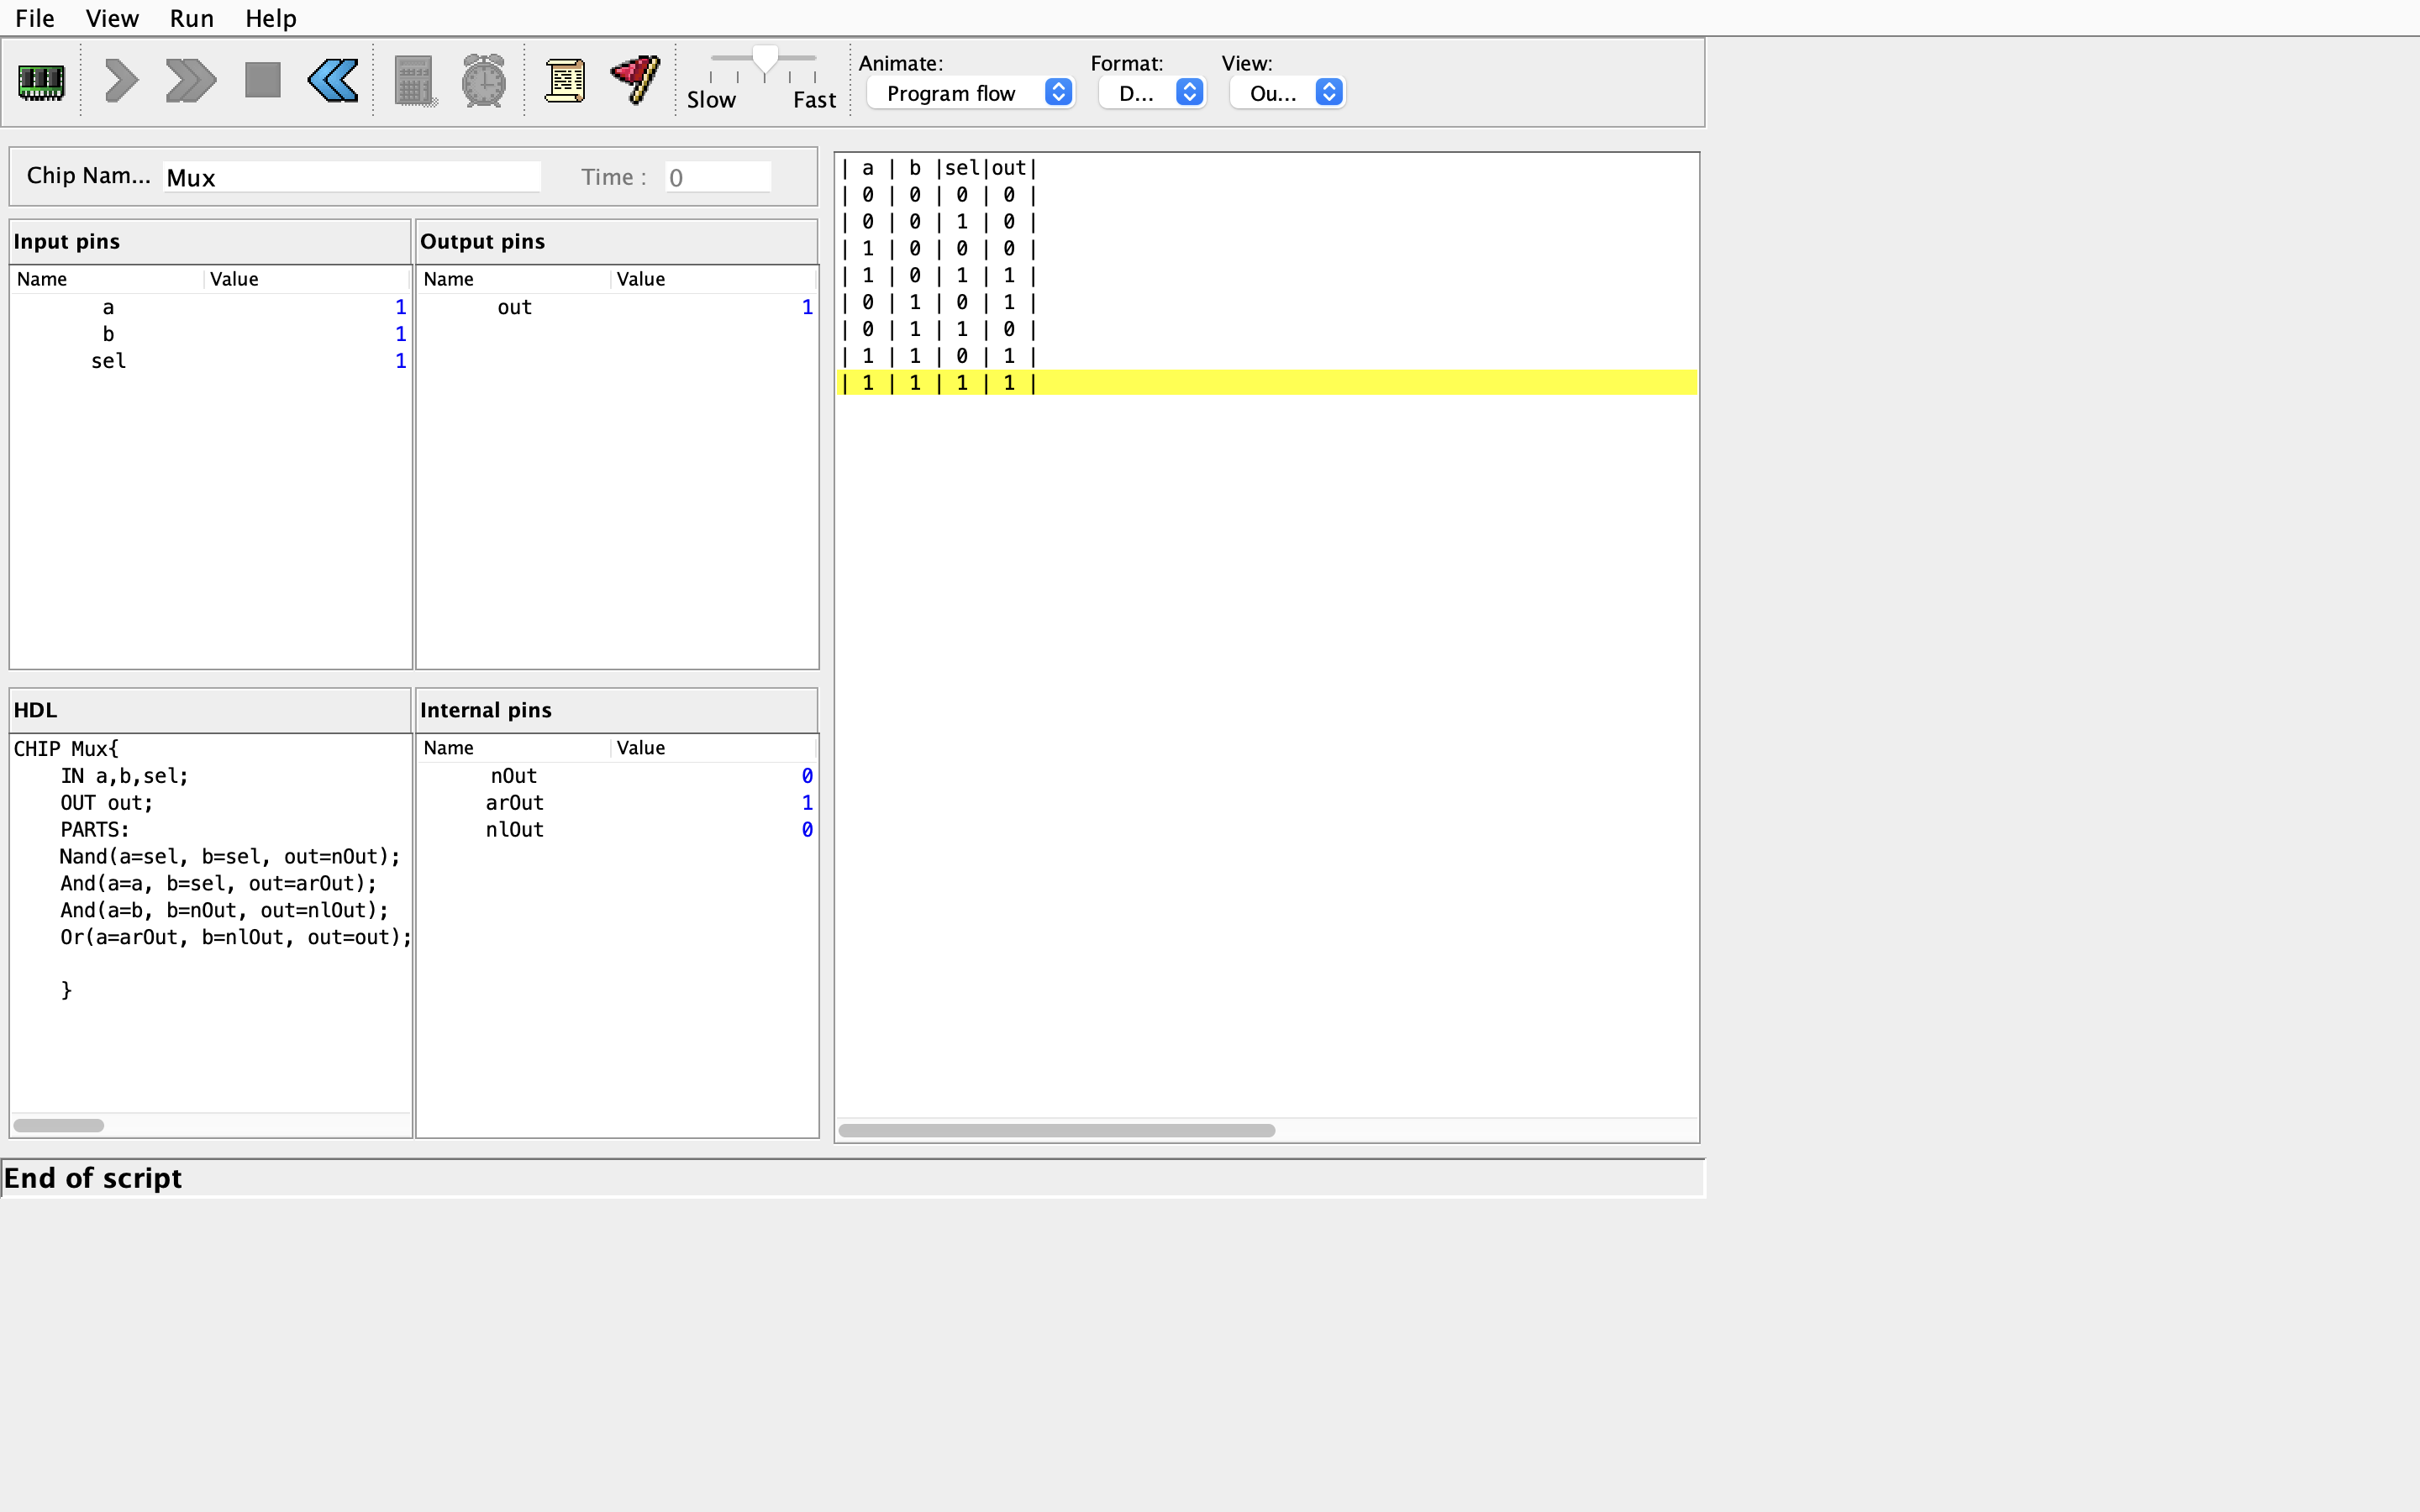 File View Run Help
Animate: Format: View:
Program flow D... Ou...
Slow Fast
Chip Nam... Mux Time : 0
Input pins Output pins
Name Value Name Value
a 1 out 1
b 1
sel 1
HDL Internal pins
CHIP Mux{ Name Value
IN a,b,sel; nOut 0
OUT out; arOut 1
PARTS: nlOut 0
Nand(a=sel, b=sel, out=nOut);
And(a=a, b=sel, out=arOut);
And(a=b, b=nOut, out=nlOut);
Or(a=arOut, b=nlOut, out=out);
}
| a | b |sel|out|
| 0 | 0 | 0 | 0 |
| 0 | 0 | 1 | 0 |
| 1 | 0 | 0 | 0 |
| 1 | 0 | 1 | 1 |
| 0 | 1 | 0 | 1 |
| 0 | 1 | 1 | 0 |
| 1 | 1 | 0 | 1 |
| 1 | 1 | 1 | 1 |
End of script